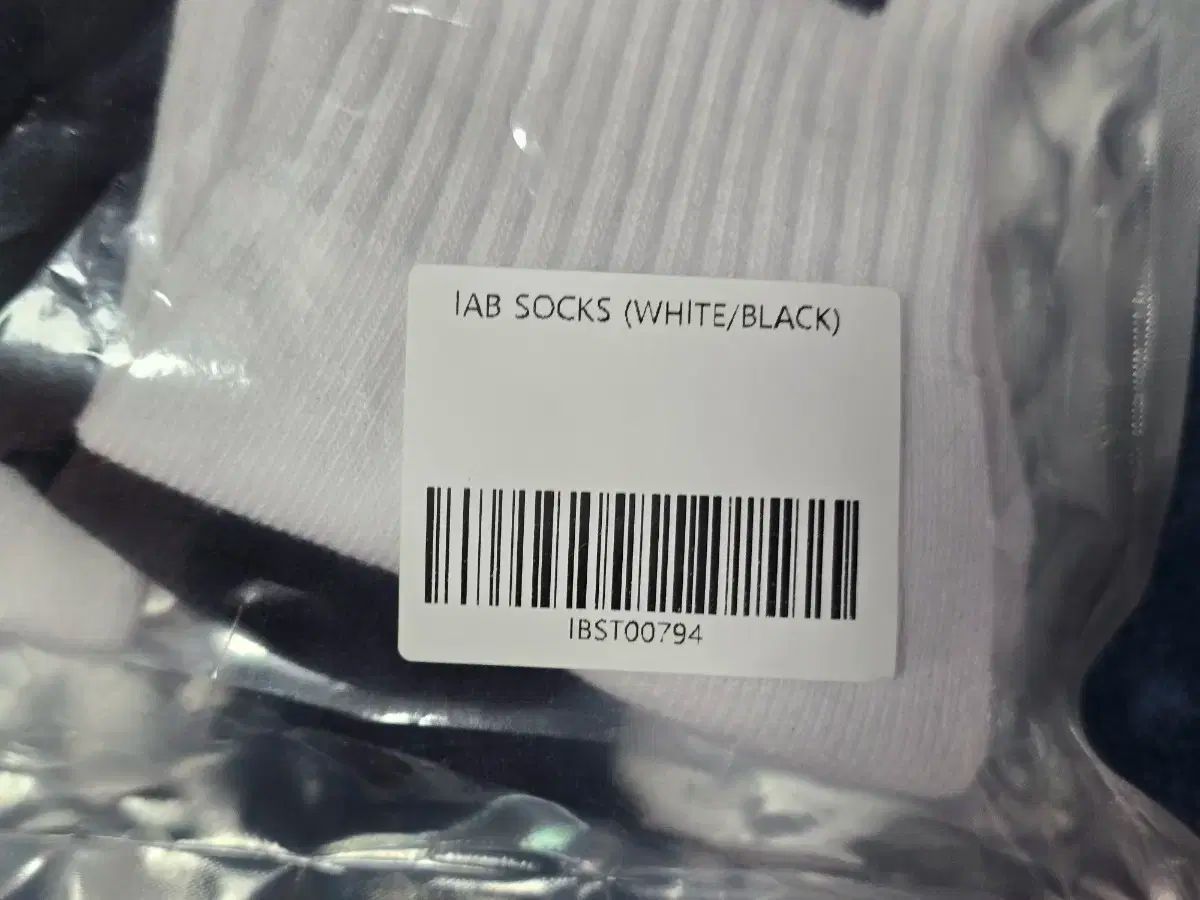 IAB SOCKS (WHITE/BLACK)
IBST00794